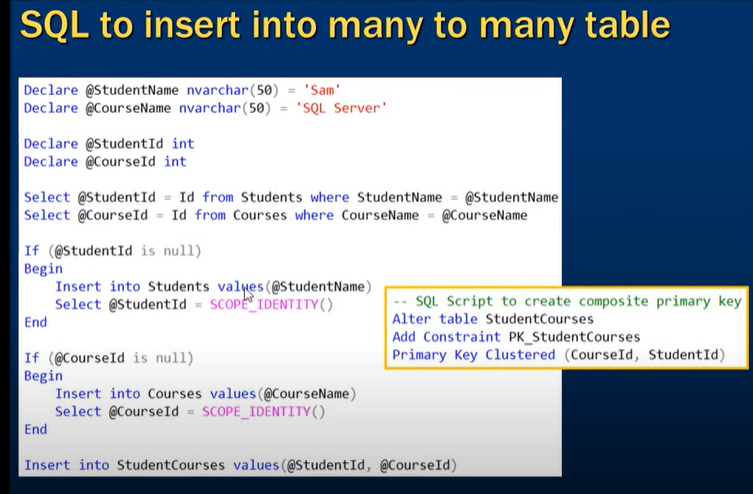 SQL to insert into many to many table
Declare @StudentName nvarchar(50) = 'Sam'
Declare @CourseName nvarchar(50) = 'SQL Server'
Declare @StudentId int
Declare @CourseId int
Select @StudentId = Id from Students where StudentName = @StudentName
Select @CourseId = Id from Courses where CourseName = @CourseName
If (@StudentId is null)
Begin
Insert into Students values(@StudentName)
Select @StudentId = SCOPE_IDENTITY()
End
If (@CourseId is null)
Begin
Insert into Courses values(@CourseName)
Select @CourseId = SCOPE_IDENTITY()
End
Insert into StudentCourses values(@StudentId, @CourseId)
-- SQL Script to create composite primary key
Alter table StudentCourses
Add Constraint PK_StudentCourses
Primary Key Clustered (CourseId, StudentId)